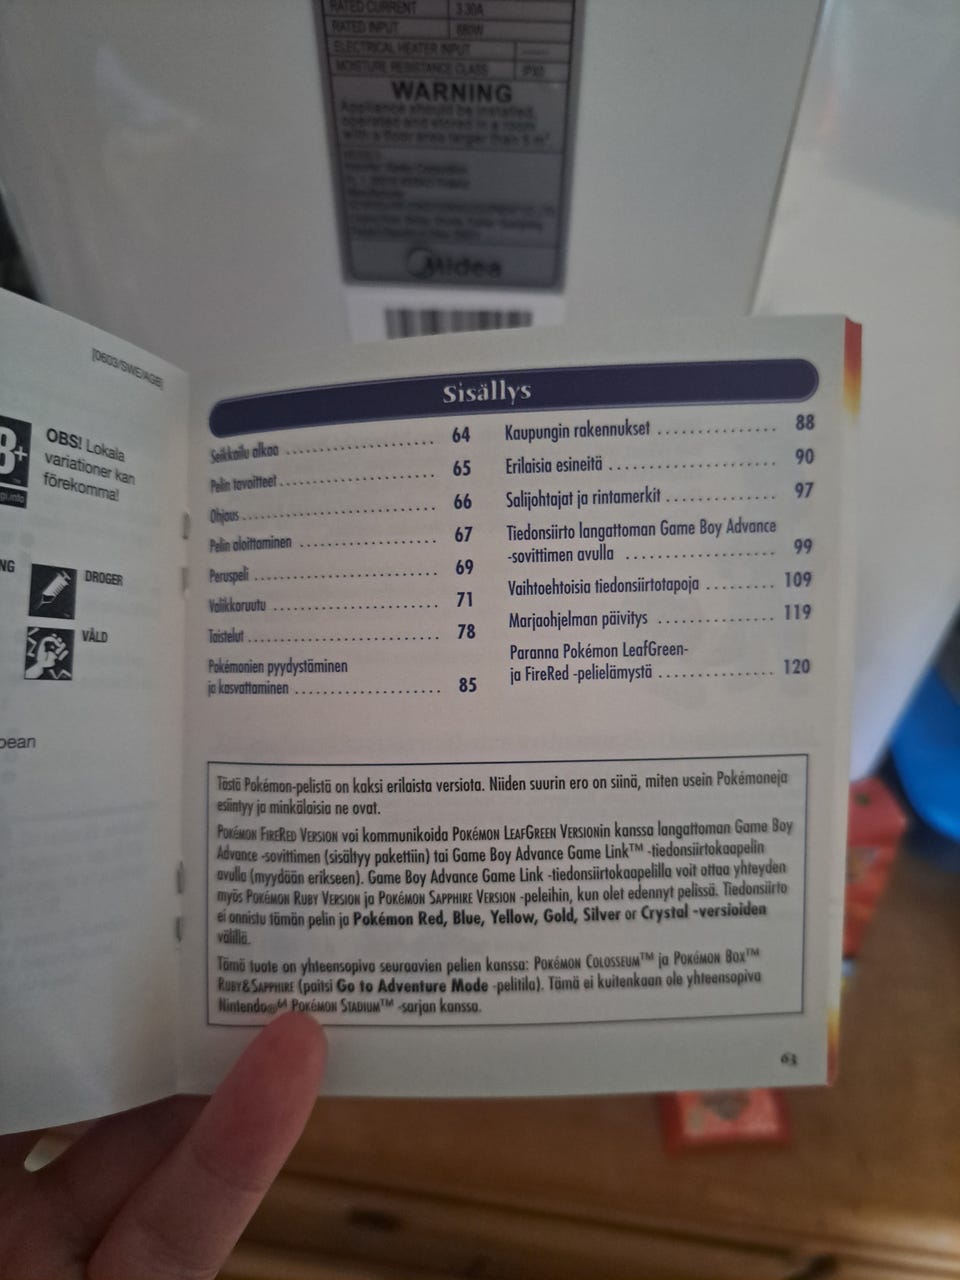 RATED CURRENT 3.30A
RATED INPUT 680W
ELECTRICAL HEATER INPUT
MOISTURE RESISTANCE CLASS IPX0
WARNING
Appliance should be installed,
operated and stored in a room
with a floor area larger than
Midea
[0603/SWE/AGB]
OBS! Lokala
variationer kan
förekomma!
DROGER
VÅLD
Sisällys
Seikkailu alkaa 64
Pelin tavoitteet 65
Ohjaus 66
Pelin aloittaminen 67
Peruspeli 69
Valikkoruutu 71
Taistelut 78
Pokémonien pyydystäminen
ja kasvattaminen 85
Kaupungin rakennukset 88
Erilaisia esineitä 90
Salijohtajat ja rintamerkit 97
Tiedonsiirto langattoman Game Boy Advance
-sovittimen avulla 99
Vaihtoehtoisia tiedonsiirtotapoja 109
Marjaohjelman päivitys 119
Paranna Pokémon LeafGreen-
ja FireRed -pelielämystä 120
Tästä Pokémon-pelistä on kaksi erilaista versiota. Niiden suurin ero on siinä, miten usein Pokémoneja
esiintyy ja minkälaisia ne ovat.
POKÉMON FIRERED VERSION voi kommunikoida POKÉMON LEAFGREEN VERSIONin kanssa langattoman Game Boy
Advance -sovittimen (sisältyy pakettiin) tai Game Boy Advance Game Link™ -tiedonsiirtokaapelin
avulla (myydään erikseen). Game Boy Advance Game Link -tiedonsiirtokaapelilla voit ottaa yhteyden
myös POKÉMON RUBY VERSION ja POKÉMON SAPPHIRE VERSION -peleihin, kun olet edennyt pelissä. Tiedonsiirto
ei onnistu tämän pelin ja Pokémon Red, Blue, Yellow, Gold, Silver or Crystal -versioiden
välillä.
Tämä tuote on yhteensopiva seuraavien pelien kanssa: POKÉMON COLOSSEUM™ ja POKÉMON BOX™
RUBY&SAPPHIRE (paitsi Go to Adventure Mode -pelitila). Tämä ei kuitenkaan ole yhteensopiva
Nintendo®64 POKÉMON STADIUM™ -sarjan kanssa.
63